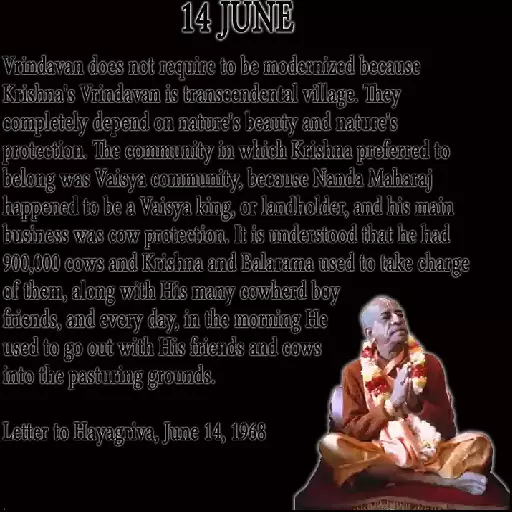 14 JUNE
Vrindavan does not require to be modernized because
Krishna's Vrindavan is transcendental village. They
completely depend on nature's beauty and nature's
protection. The community in which Krishna preferred to
belong was Vaisya community, because Nanda Maharaj
happened to be a Vaisya king, or landholder, and his main
business was cow protection. It is understood that he had
900,000 cows and Krishna and Balarama used to take charge
of them, along with His many cowherd boy
friends, and every day, in the morning He
used to go out with His friends and cows
into the pasturing grounds.
Letter to Hayagriva, June 14, 1968